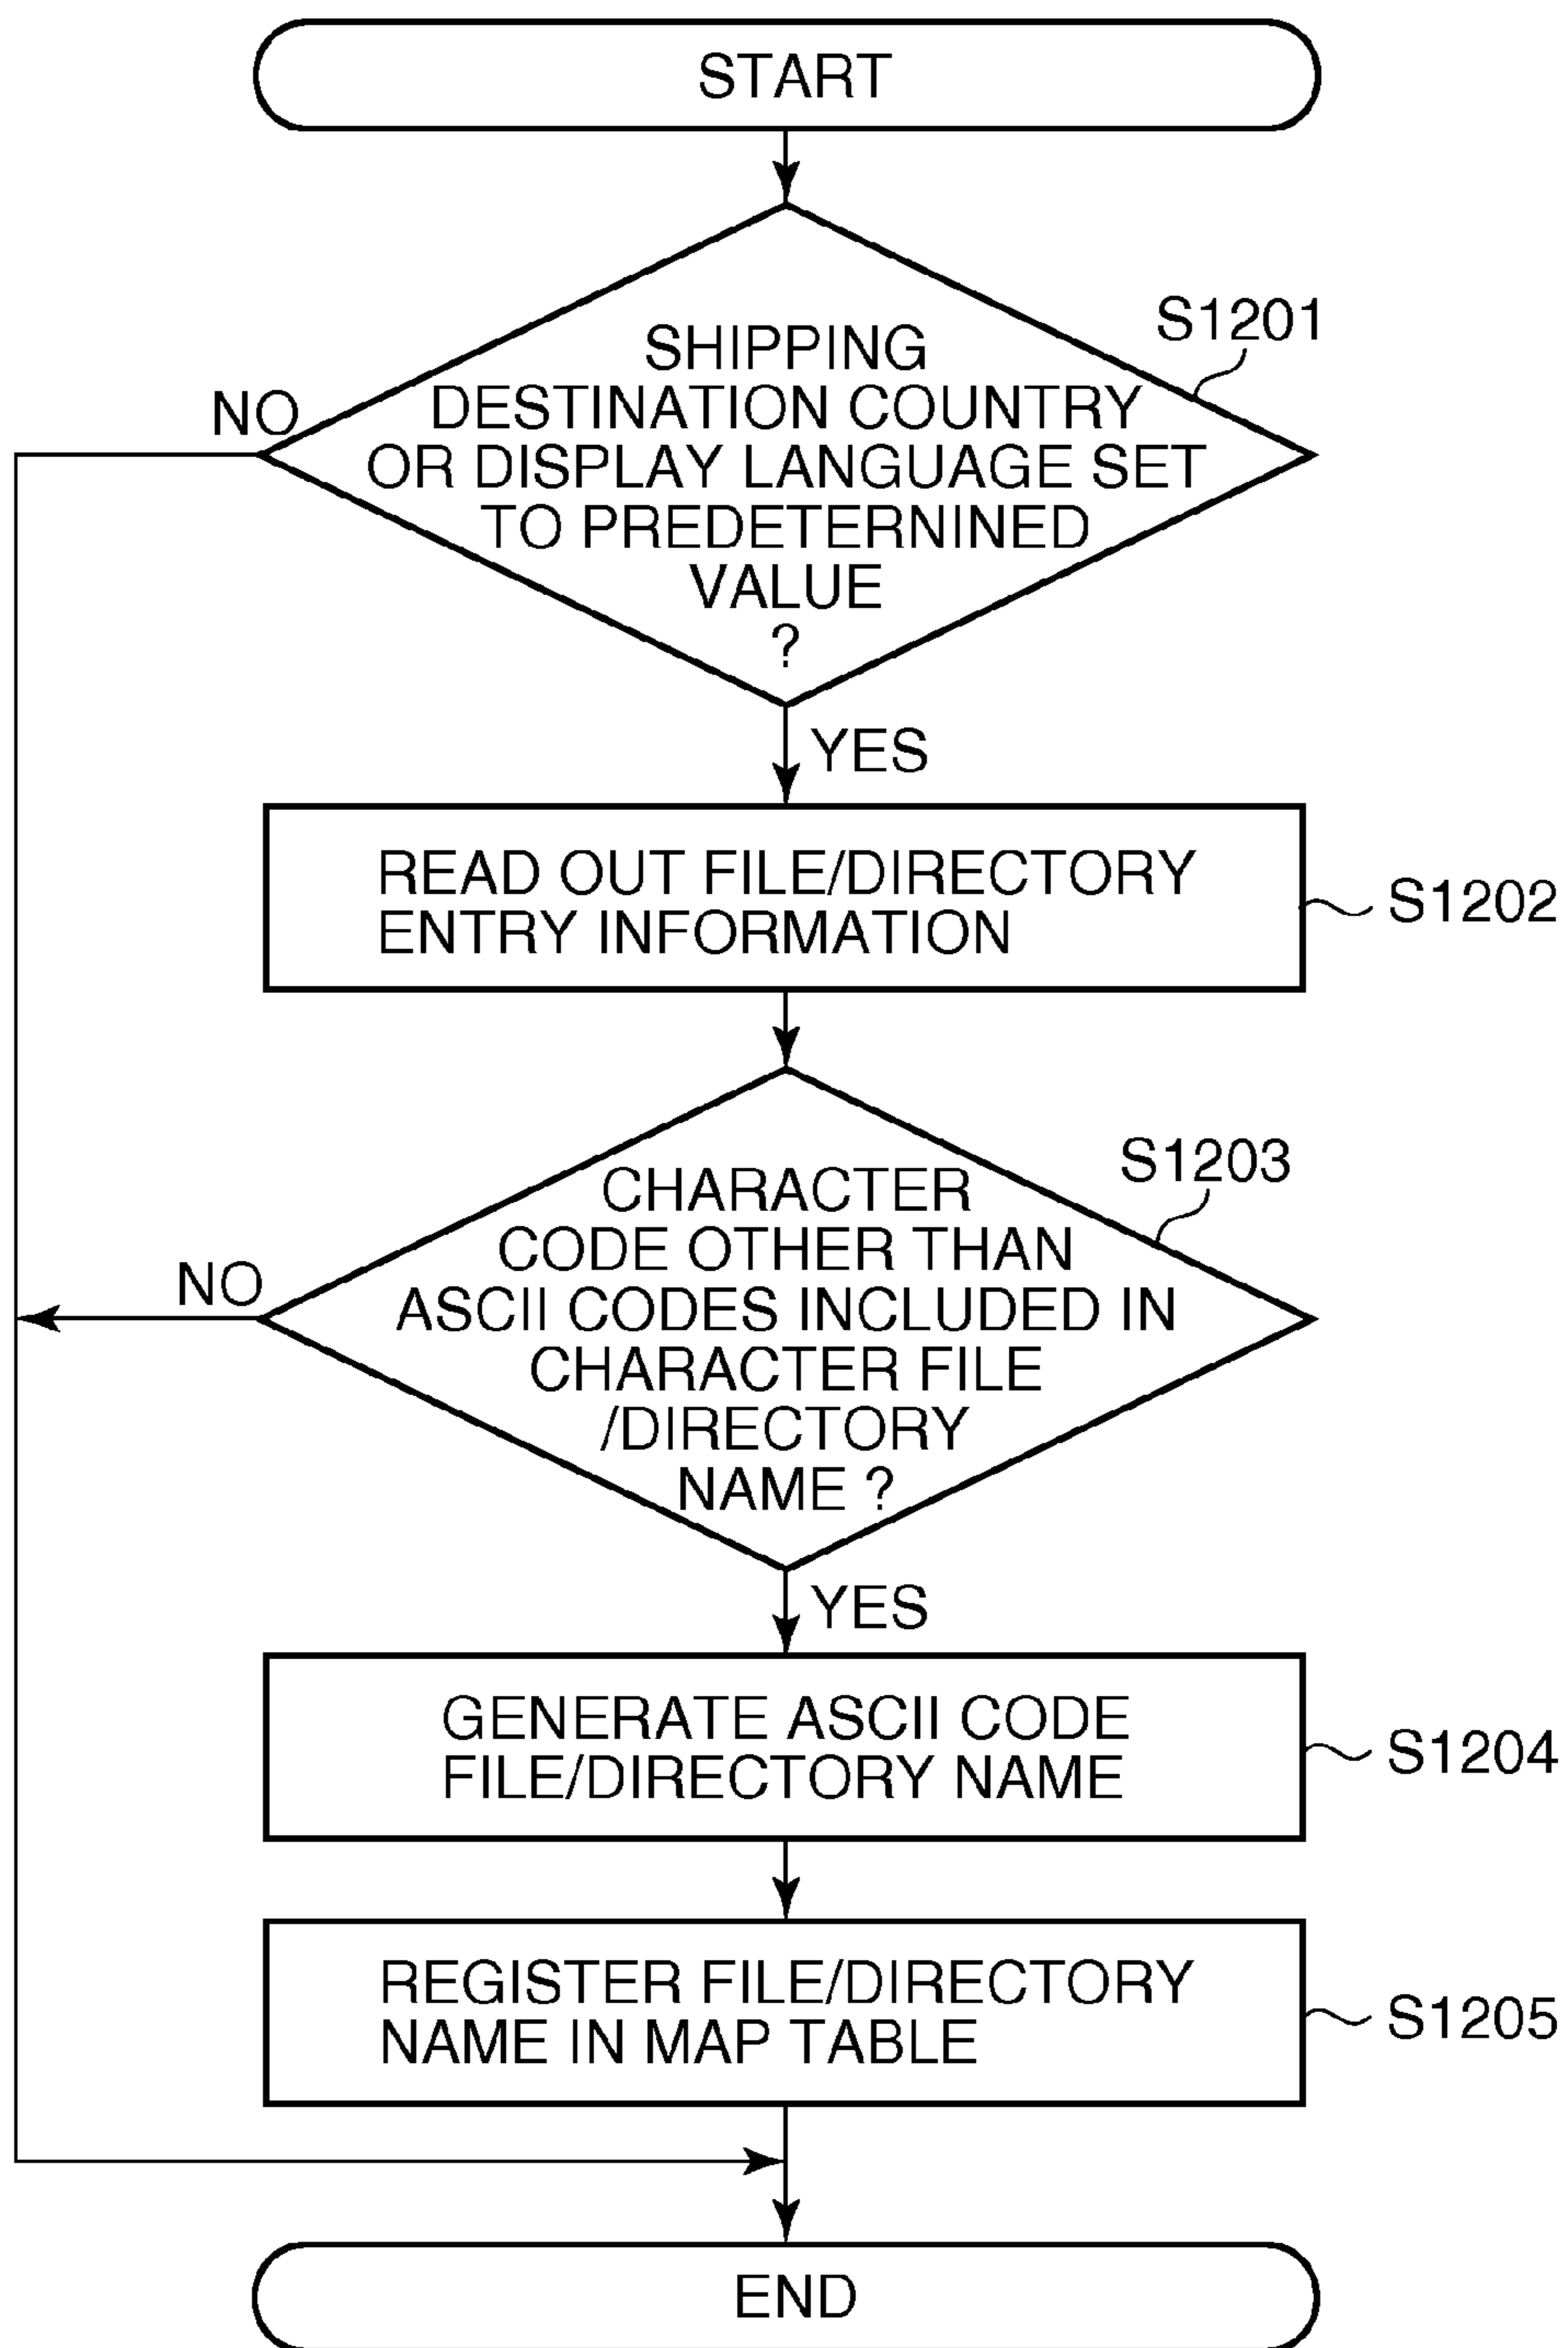 START
S1201
SHIPPING
DESTINATION COUNTRY
OR DISPLAY LANGUAGE SET
TO PREDETERNINED
VALUE
?
NO
YES
READ OUT FILE/DIRECTORY
ENTRY INFORMATION
S1202
S1203
CHARACTER
CODE OTHER THAN
ASCII CODES INCLUDED IN
CHARACTER FILE
/DIRECTORY
NAME ?
NO
YES
GENERATE ASCII CODE
FILE/DIRECTORY NAME
S1204
REGISTER FILE/DIRECTORY
NAME IN MAP TABLE
S1205
END